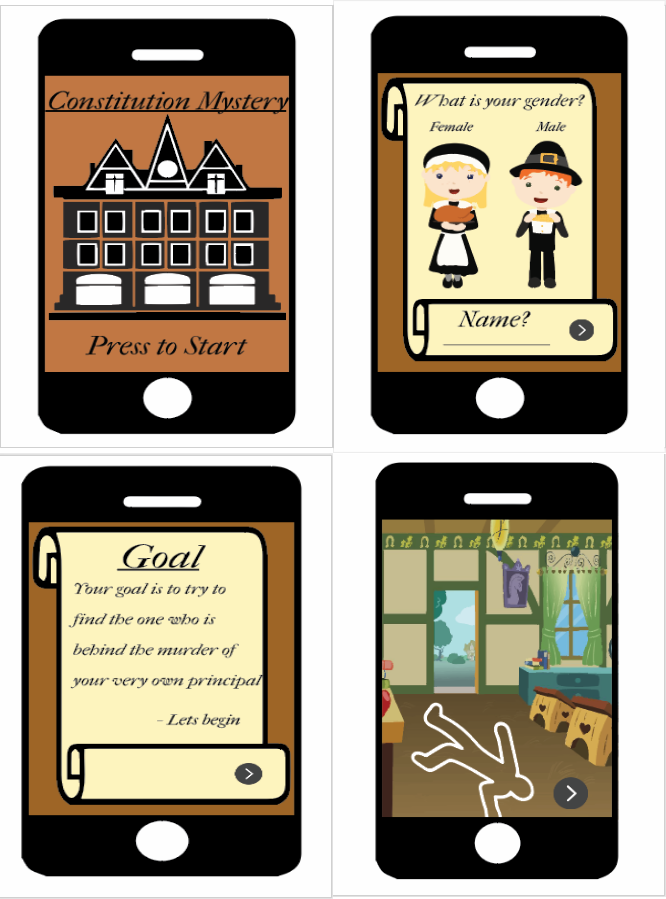 Constitution Mystery
Press to Start
What is your gender?
Female Male
Name?
Goal
Your goal is to try to
find the one who is
behind the murder of
your very own principal
- Lets begin